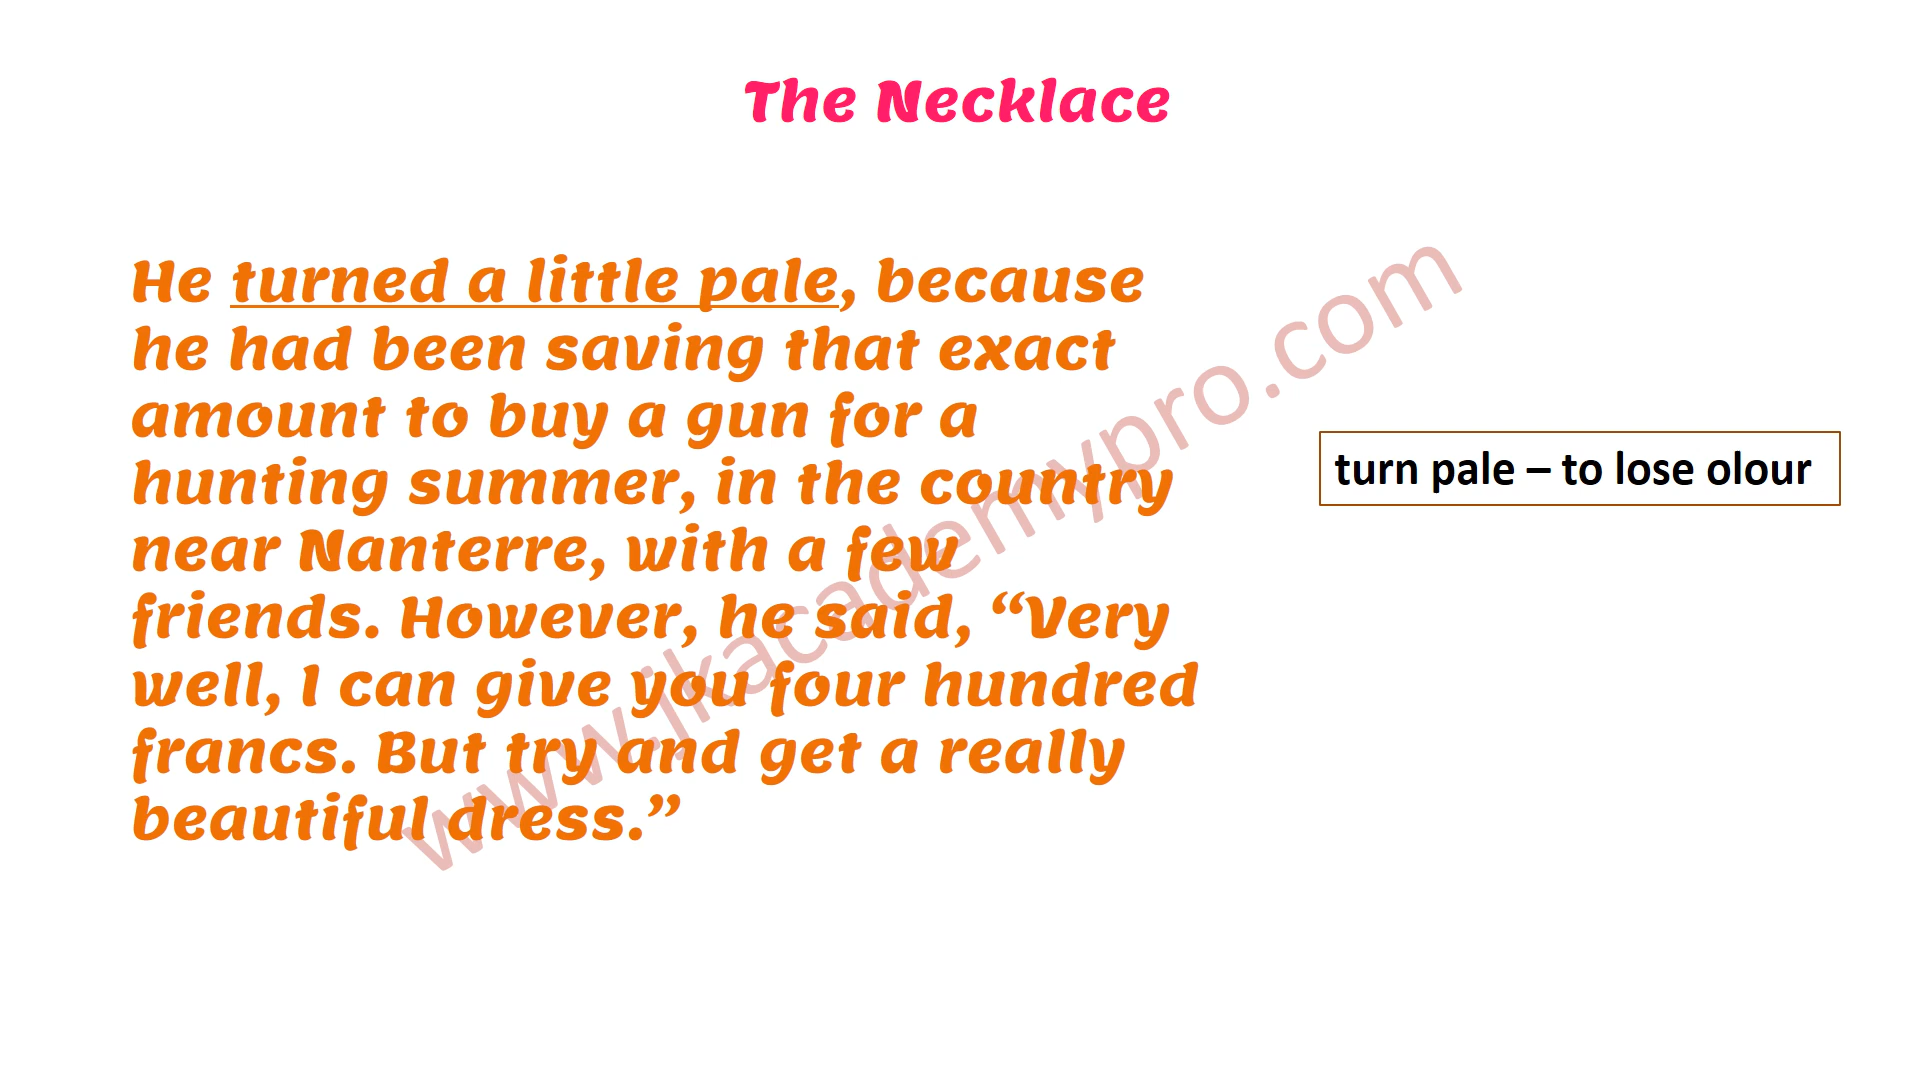 The Necklace
He turned a little pale, because
he had been saving that exact
amount to buy a gun for a
hunting summer, in the country
near Nanterre, with a few
friends. However, he said, “Very
well, I can give you four hundred
francs. But try and get a really
beautiful dress.”
turn pale – to lose olour
www.jkacademypro.com